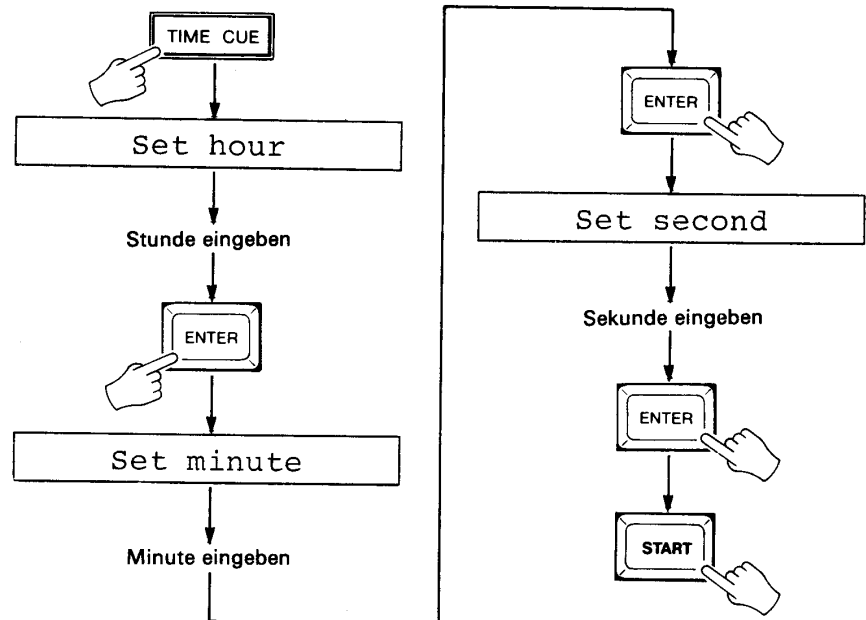 TIME CUE
Set hour
Stunde eingeben
ENTER
Set minute
Minute eingeben
ENTER
Set second
Sekunde eingeben
ENTER
START